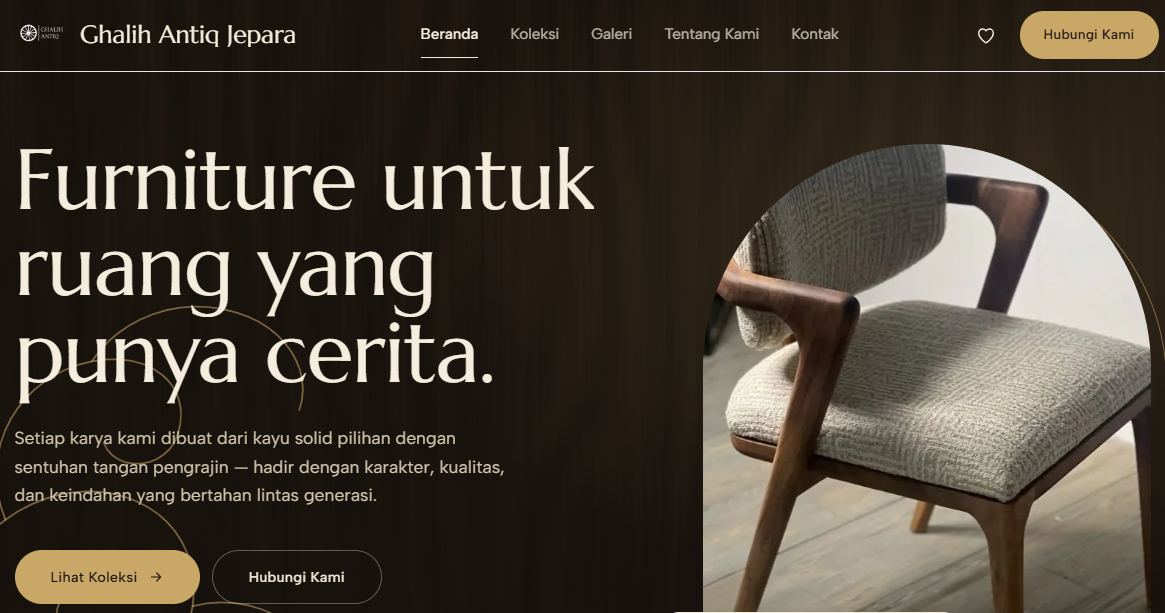 GHALIH
ANTIQ
Ghalih Antiq Jepara
Beranda
Koleksi
Galeri
Tentang Kami
Kontak
Hubungi Kami
Furniture untuk
ruang yang
punya cerita.
Setiap karya kami dibuat dari kayu solid pilihan dengan
sentuhan tangan pengrajin — hadir dengan karakter, kualitas,
dan keindahan yang bertahan lintas generasi.
Lihat Koleksi →
Hubungi Kami